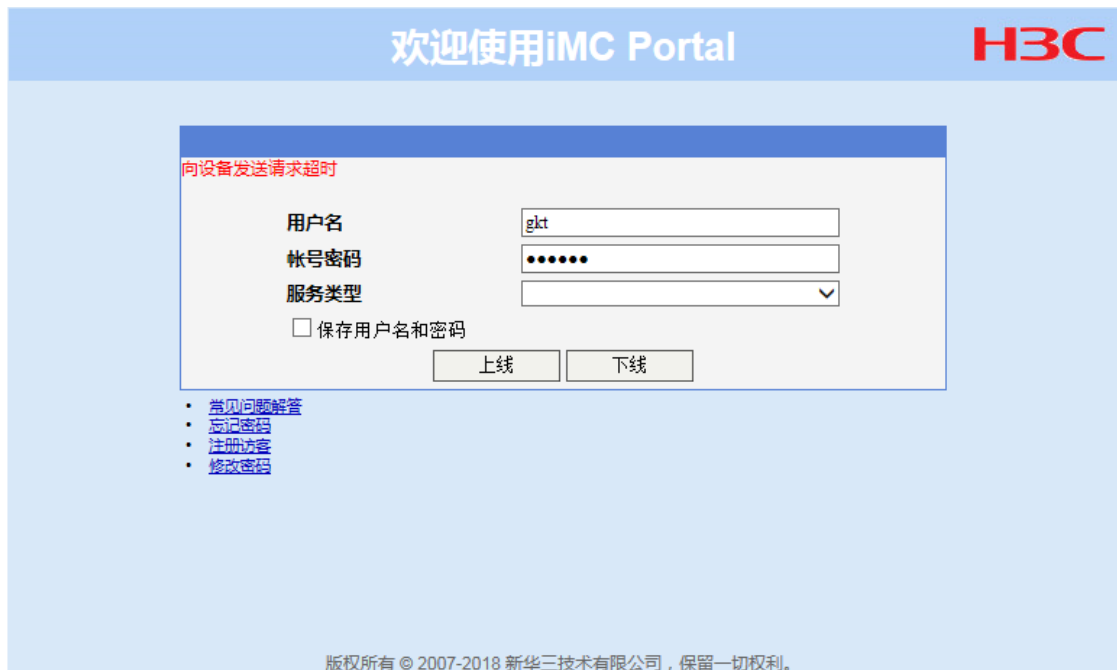 欢迎使用iMC Portal
H3C
向设备发送请求超时
用户名 gkt
帐号密码 ●●●●●●
服务类型
保存用户名和密码
上线 下线
• 常见问题解答
• 忘记密码
• 注册访客
• 修改密码
版权所有 © 2007-2018 新华三技术有限公司，保留一切权利。